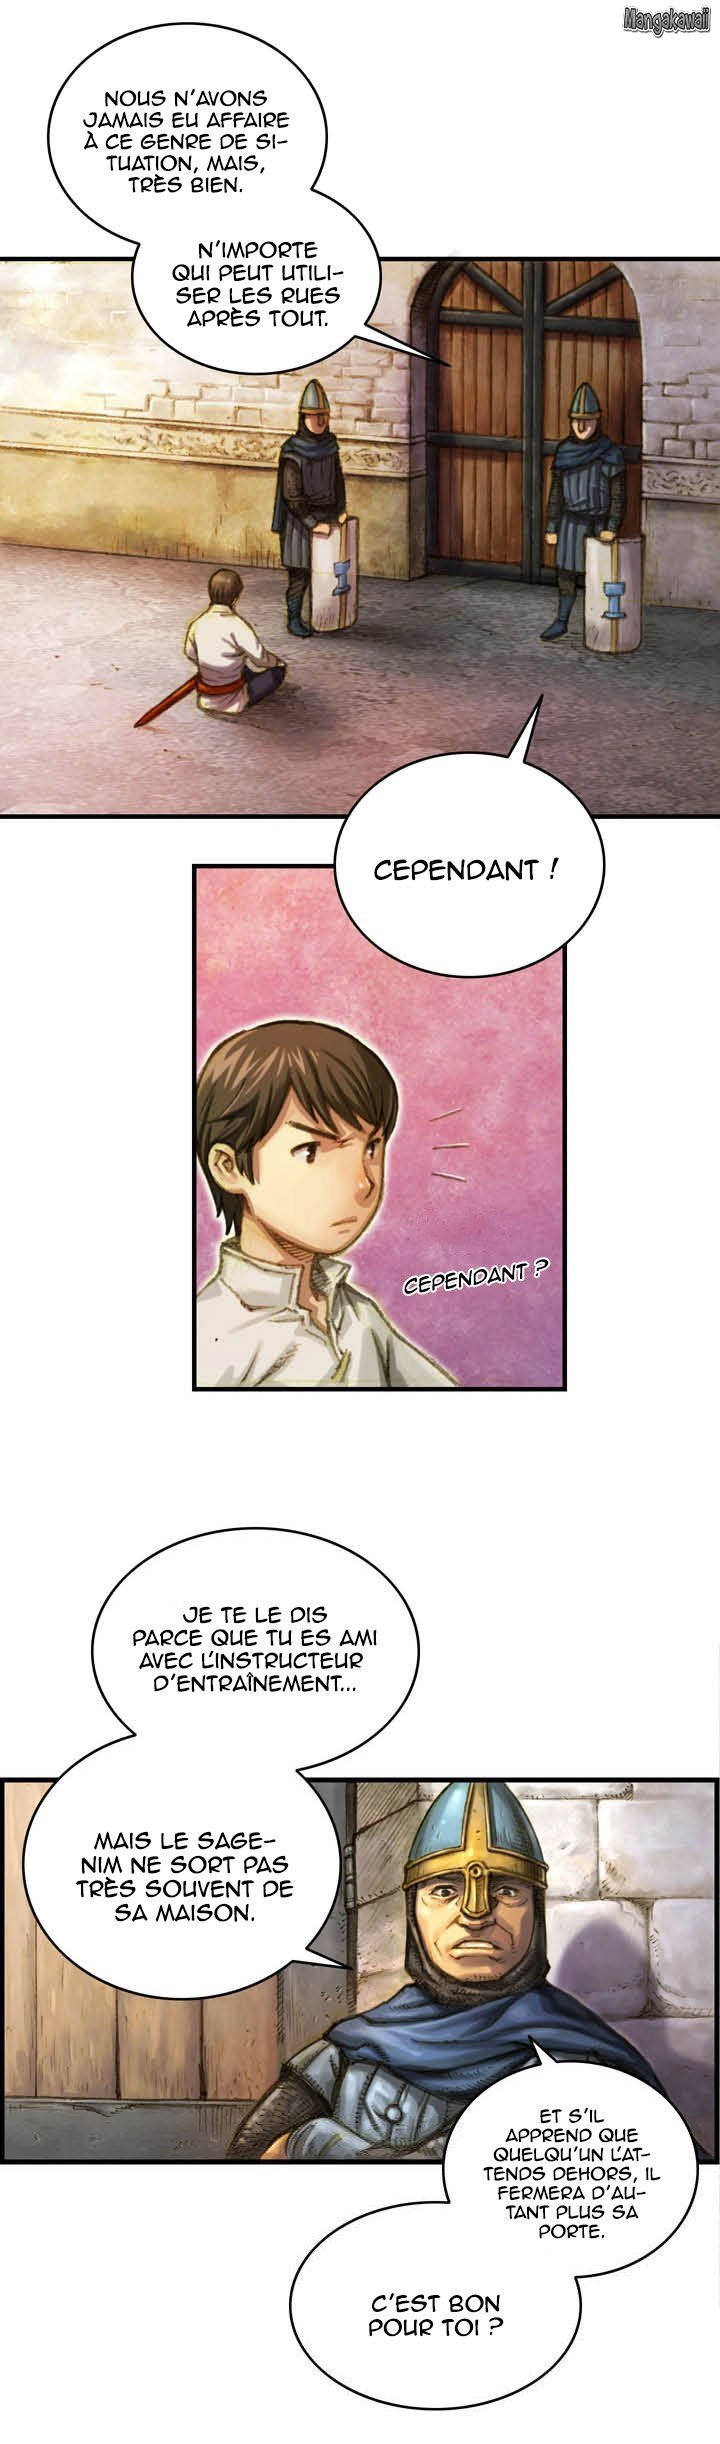 Mangakawaii
NOUS N'AVONS
JAMAIS EU AFFAIRE
À CE GENRE DE SI-
TUATION, MAIS,
TRÈS BIEN.
N'IMPORTE
QUI PEUT UTILI-
SER LES RUES
APRÈS TOUT.
CEPENDANT !
CEPENDANT ?
JE TE LE DIS
PARCE QUE TU ES AMI
AVEC L'INSTRUCTEUR
D'ENTRAÎNEMENT...
MAIS LE SAGE-
NIM NE SORT PAS
TRÈS SOUVENT DE
SA MAISON.
ET S'IL
APPREND QUE
QUELQU'UN L'AT-
TENDS DEHORS, IL
FERMERA D'AU-
TANT PLUS SA
PORTE.
C'EST BON
POUR TOI ?